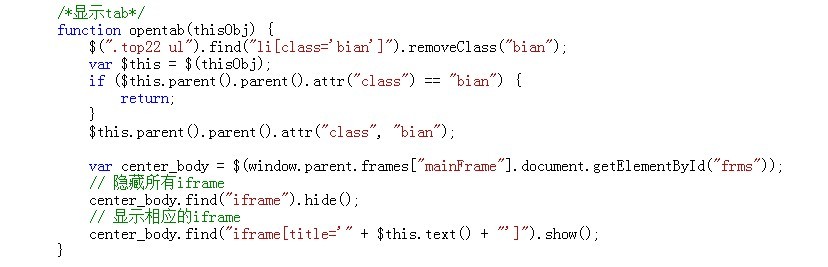 /*显示tab*/
function opentab(thisObj) {
    $(".top22 ul").find("li[class='bian']").removeClass("bian");
    var $this = $(thisObj);
    if ($this.parent().parent().attr("class") == "bian") {
        return;
    }
    $this.parent().parent().attr("class", "bian");

    var center_body = $(window.parent.frames["mainFrame"].document.getElementById("frms"));
    // 隐藏所有iframe
    center_body.find("iframe").hide();
    // 显示相应的iframe
    center_body.find("iframe[title='" + $this.text() + "']").show();
}